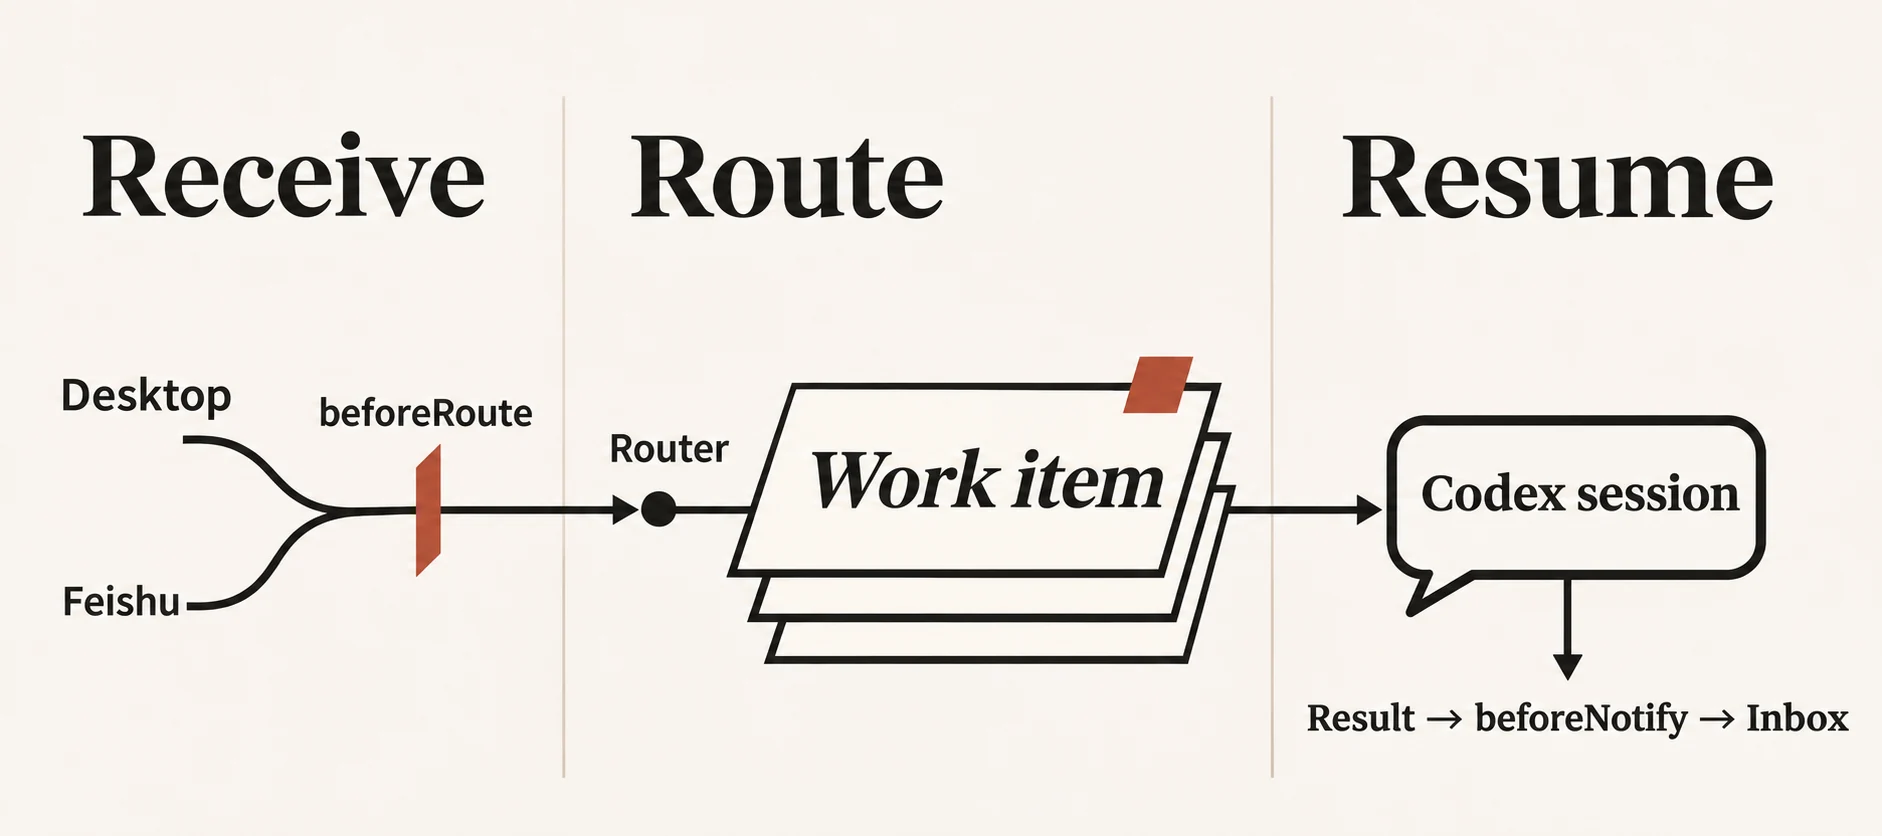 Receive
Route
Resume
Desktop
beforeRoute
Feishu
Router
Work item
Codex session
Result → beforeNotify → Inbox